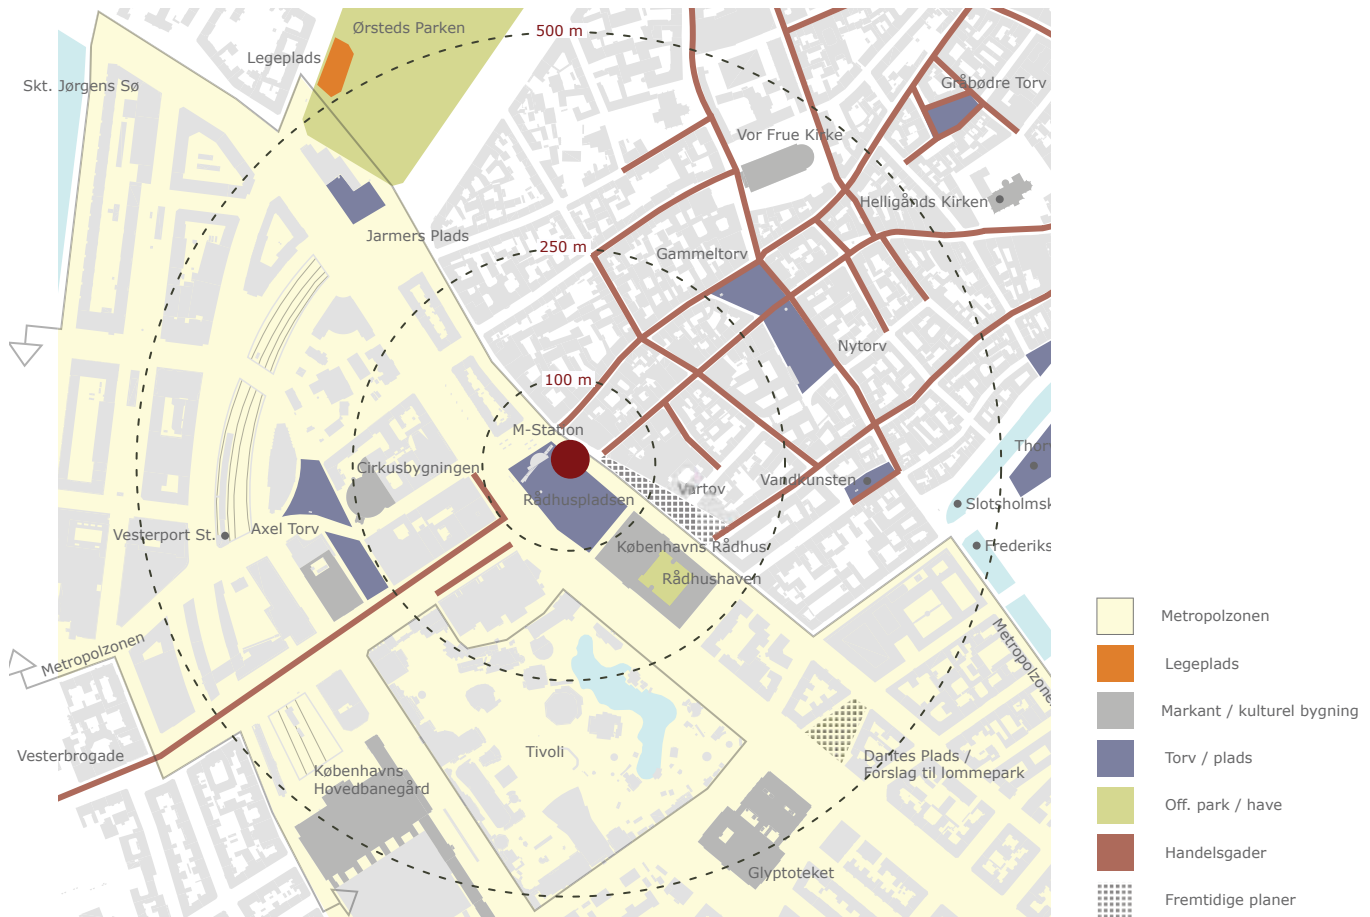 Ørsteds Parken
500 m
Legeplads
Skt. Jørgens Sø
Gråbødre Torv
Vor Frue Kirke
Helligånds Kirken
Jarmers Plads
250 m
Gammeltorv
Nytorv
100 m
M-Station
Cirkusbygningen
Rådhuspladsen
Vartov
Vandkunsten
Thor
Slotsholmsk
Vesterport St.
Axel Torv
Københavns Rådhus
Frederiks
Rådhushaven
Metropolzonen
Metropolzonen
Vesterbrogade
Tivoli
Københavns
Hovedbanegård
Dantes Plads /
Forslag til lommepark
Glyptoteket
Metropolzonen
Legeplads
Markant / kulturel bygning
Torv / plads
Off. park / have
Handelsgader
Fremtidige planer